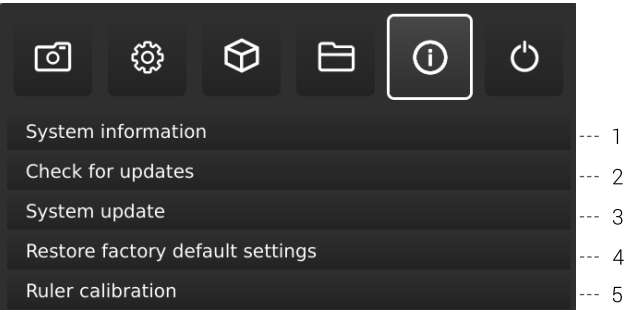 System information --- 1
Check for updates --- 2
System update --- 3
Restore factory default settings --- 4
Ruler calibration --- 5